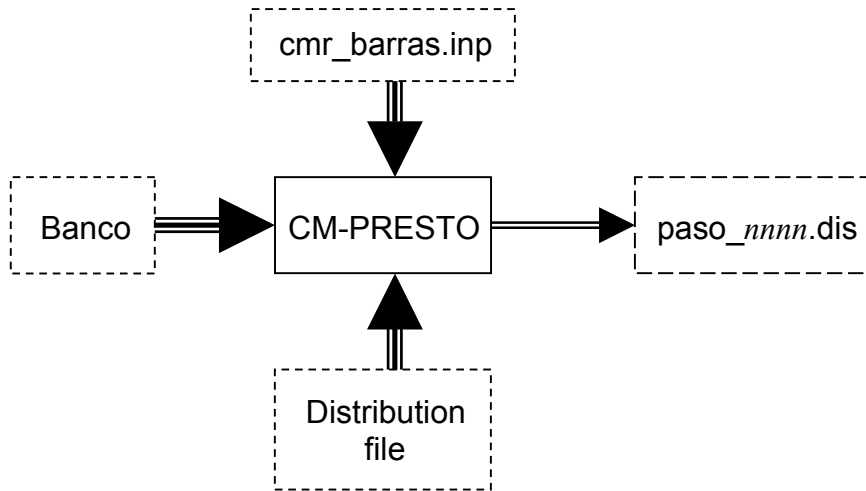 cmr_barras.inp
Banco
CM-PRESTO
paso_nnnn.dis
Distribution
file